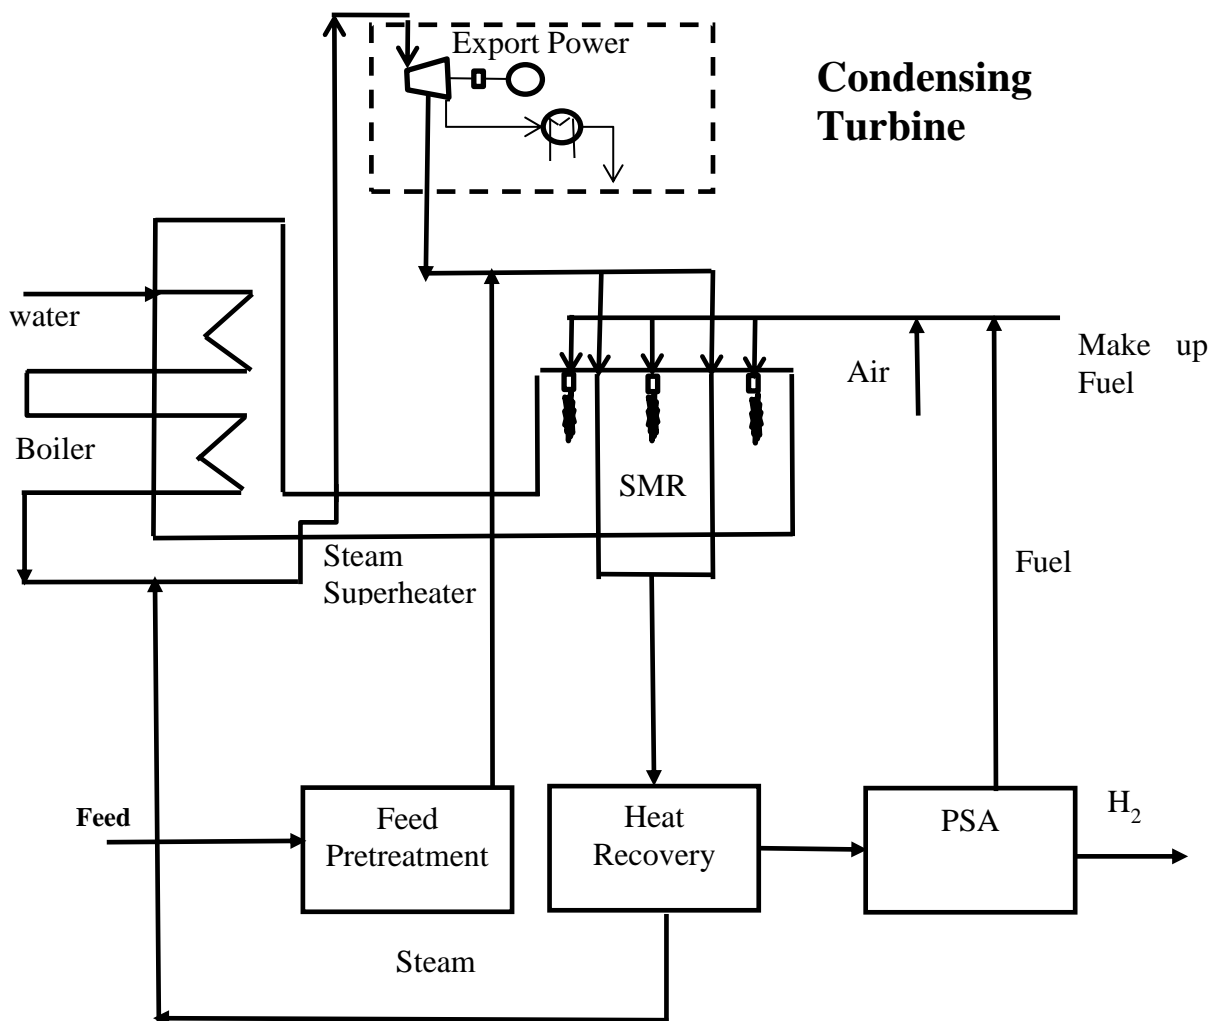 Export Power
Condensing
Turbine
water
Make up
Fuel
Air
Boiler
SMR
Steam
Superheater
Fuel
Feed
Feed
Pretreatment
Heat
Recovery
PSA
H2
Steam